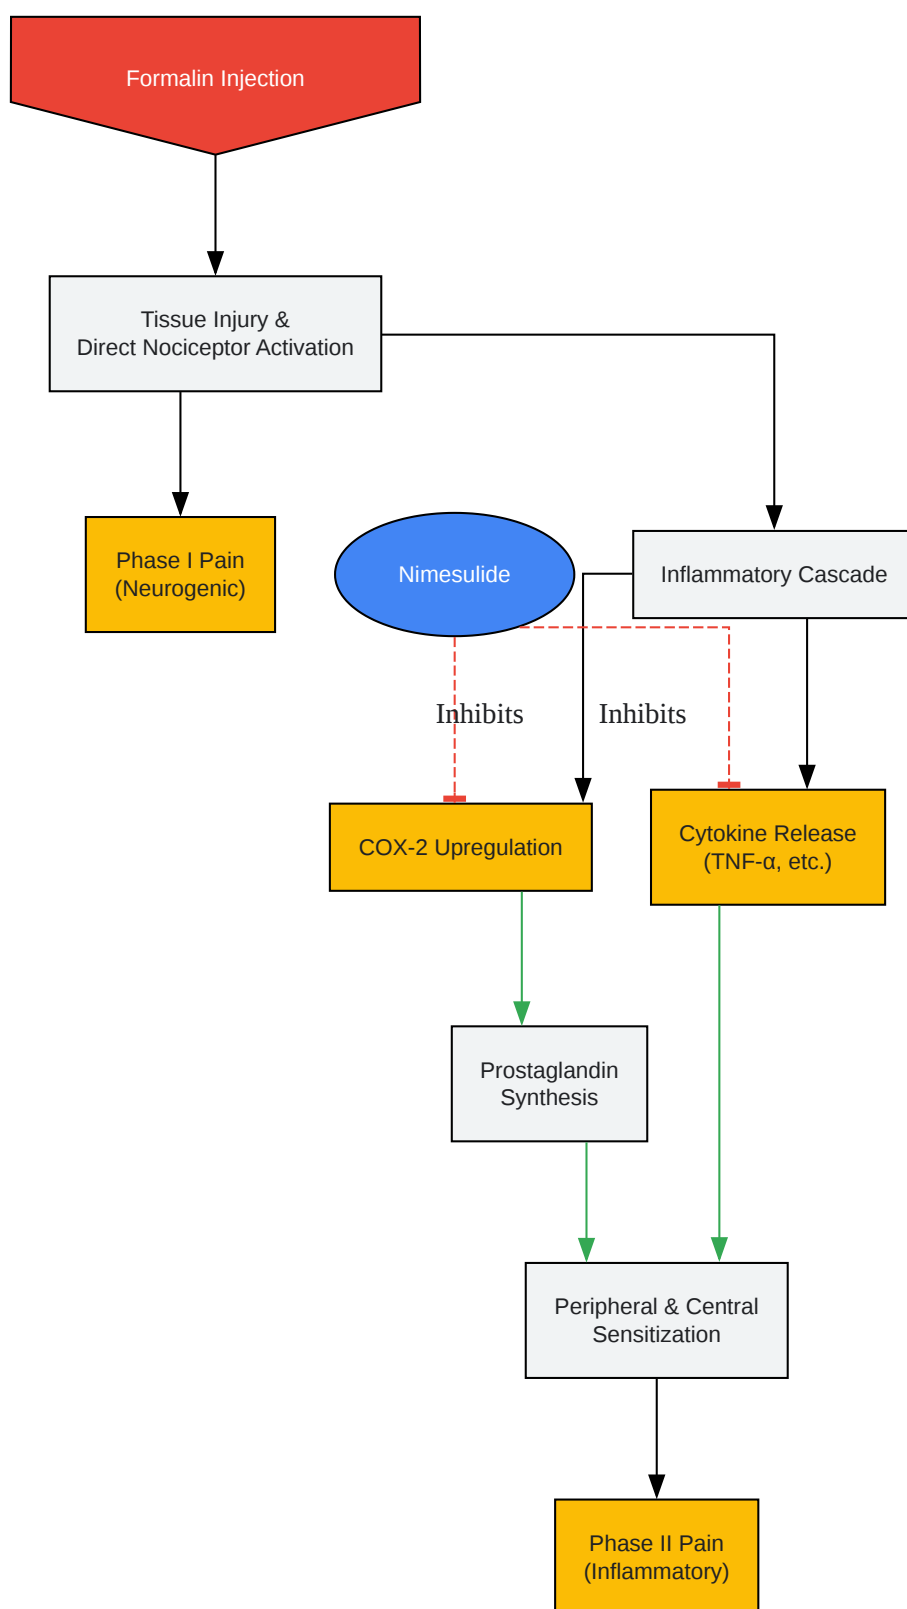 Formalin Injection
Tissue Injury &
Direct Nociceptor Activation
Phase I Pain
(Neurogenic)
Nimesulide
Inflammatory Cascade
Inhibits
Inhibits
COX-2 Upregulation
Cytokine Release
(TNF-α, etc.)
Prostaglandin
Synthesis
Peripheral & Central
Sensitization
Phase II Pain
(Inflammatory)